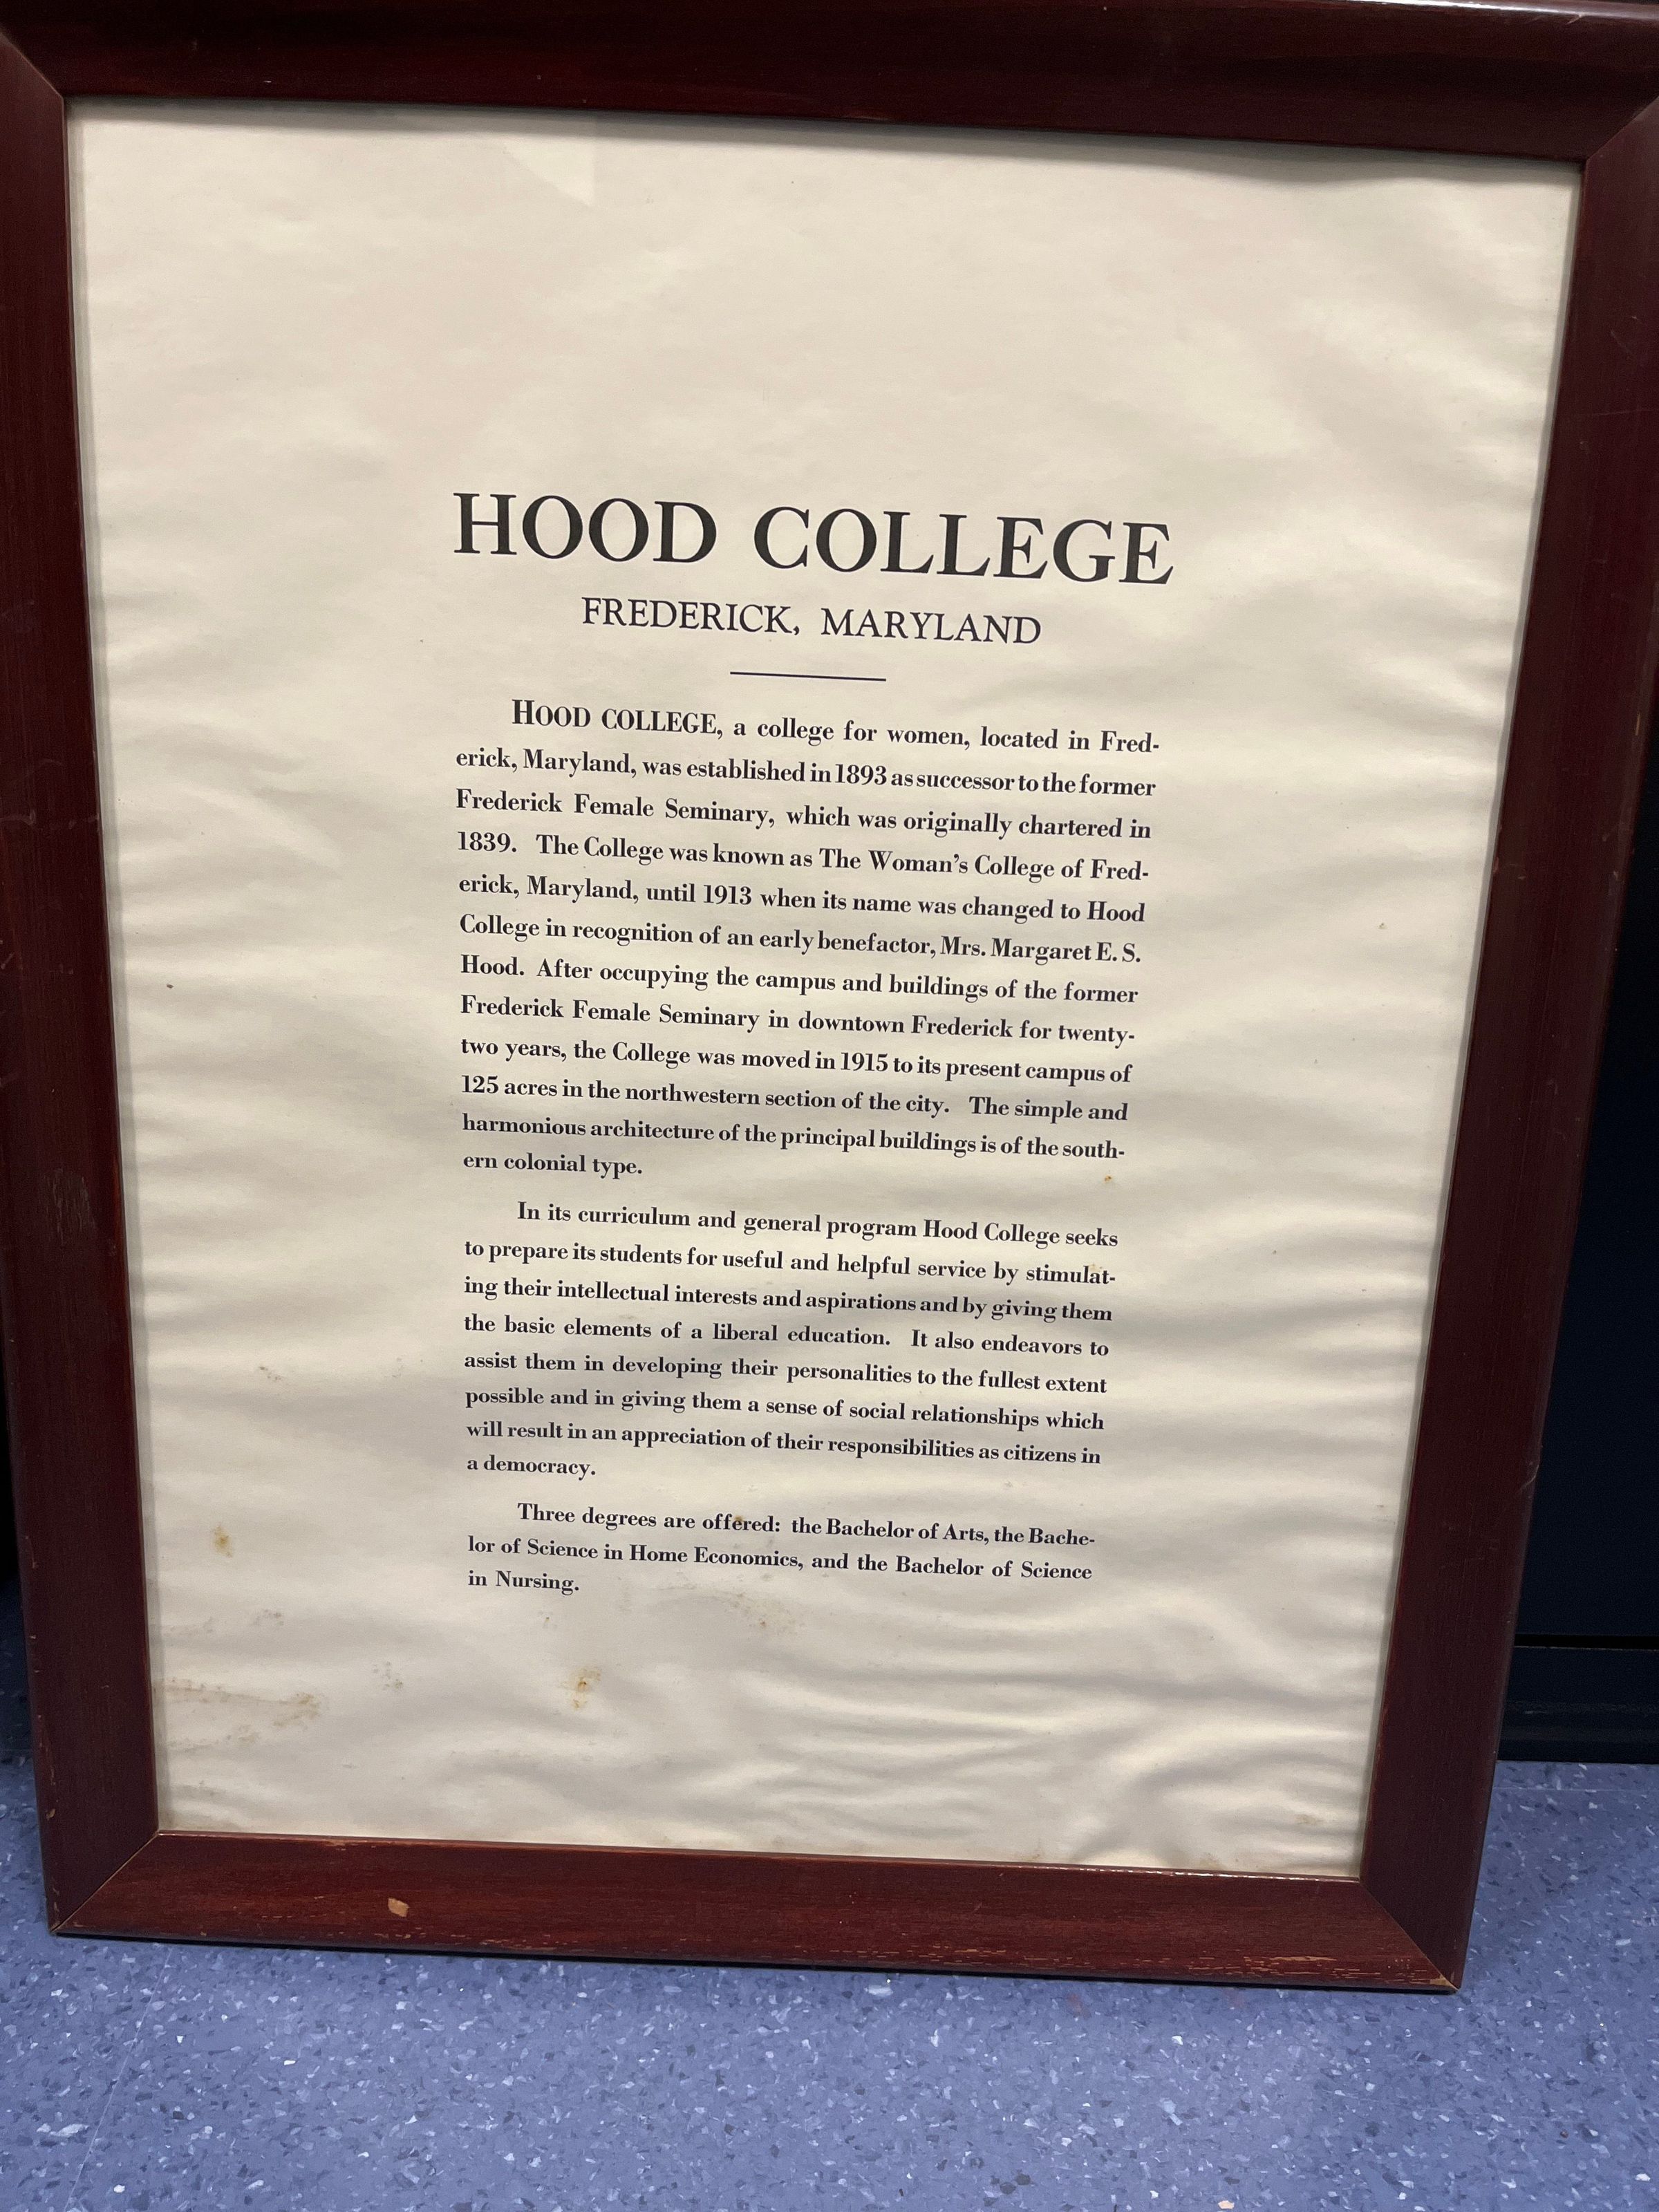 HOOD COLLEGE
FREDERICK, MARYLAND
HOOD COLLEGE, a college for women, located in Fred-
erick, Maryland, was established in 1893 as successor to the former
Frederick Female Seminary, which was originally chartered in
1839. The College was known as The Woman's College of Fred-
erick, Maryland, until 1913 when its name was changed to Hood
College in recognition of an early benefactor, Mrs. Margaret E. S.
Hood. After occupying the campus and buildings of the former
Frederick Female Seminary in downtown Frederick for twenty-
two years, the College was moved in 1915 to its present campus of
125 acres in the northwestern section of the city. The simple and
harmonious architecture of the principal buildings is of the south-
ern colonial type.
In its curriculum and general program Hood College seeks
to prepare its students for useful and helpful service by stimulat-
ing their intellectual interests and aspirations and by giving them
the basic elements of a liberal education. It also endeavors to
assist them in developing their personalities to the fullest extent
possible and in giving them a sense of social relationships which
will result in an appreciation of their responsibilities as citizens in
a democracy.
Three degrees are offered: the Bachelor of Arts, the Bache-
lor of Science in Home Economics, and the Bachelor of Science
in Nursing.